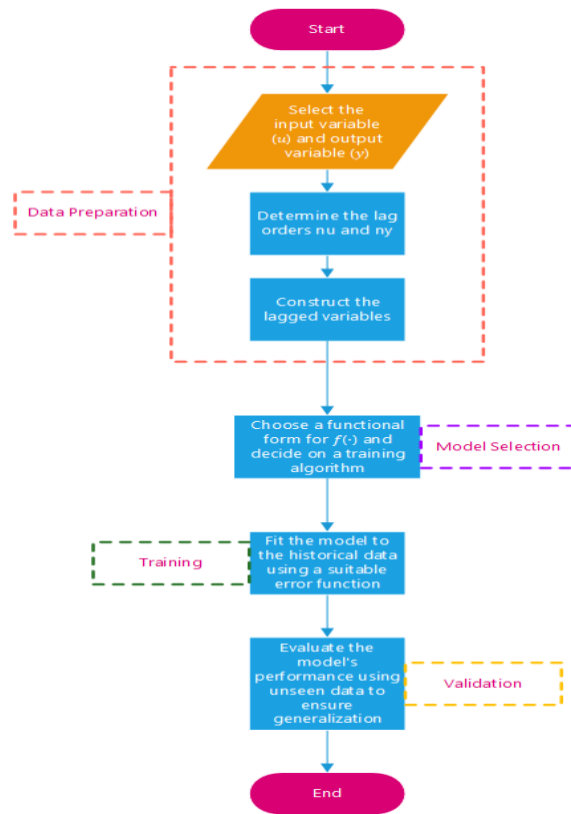 Start
Select the
input variable
(u) and output
variable (y)
Data Preparation
Determine the lag
orders nu and ny
Construct the
lagged variables
Choose a functional
form for f(·) and
decide on a training
algorithm
Model Selection
Fit the model to
the historical data
using a suitable
error function
Training
Evaluate the
model's
performance using
unseen data to
ensure
generalization
Validation
End